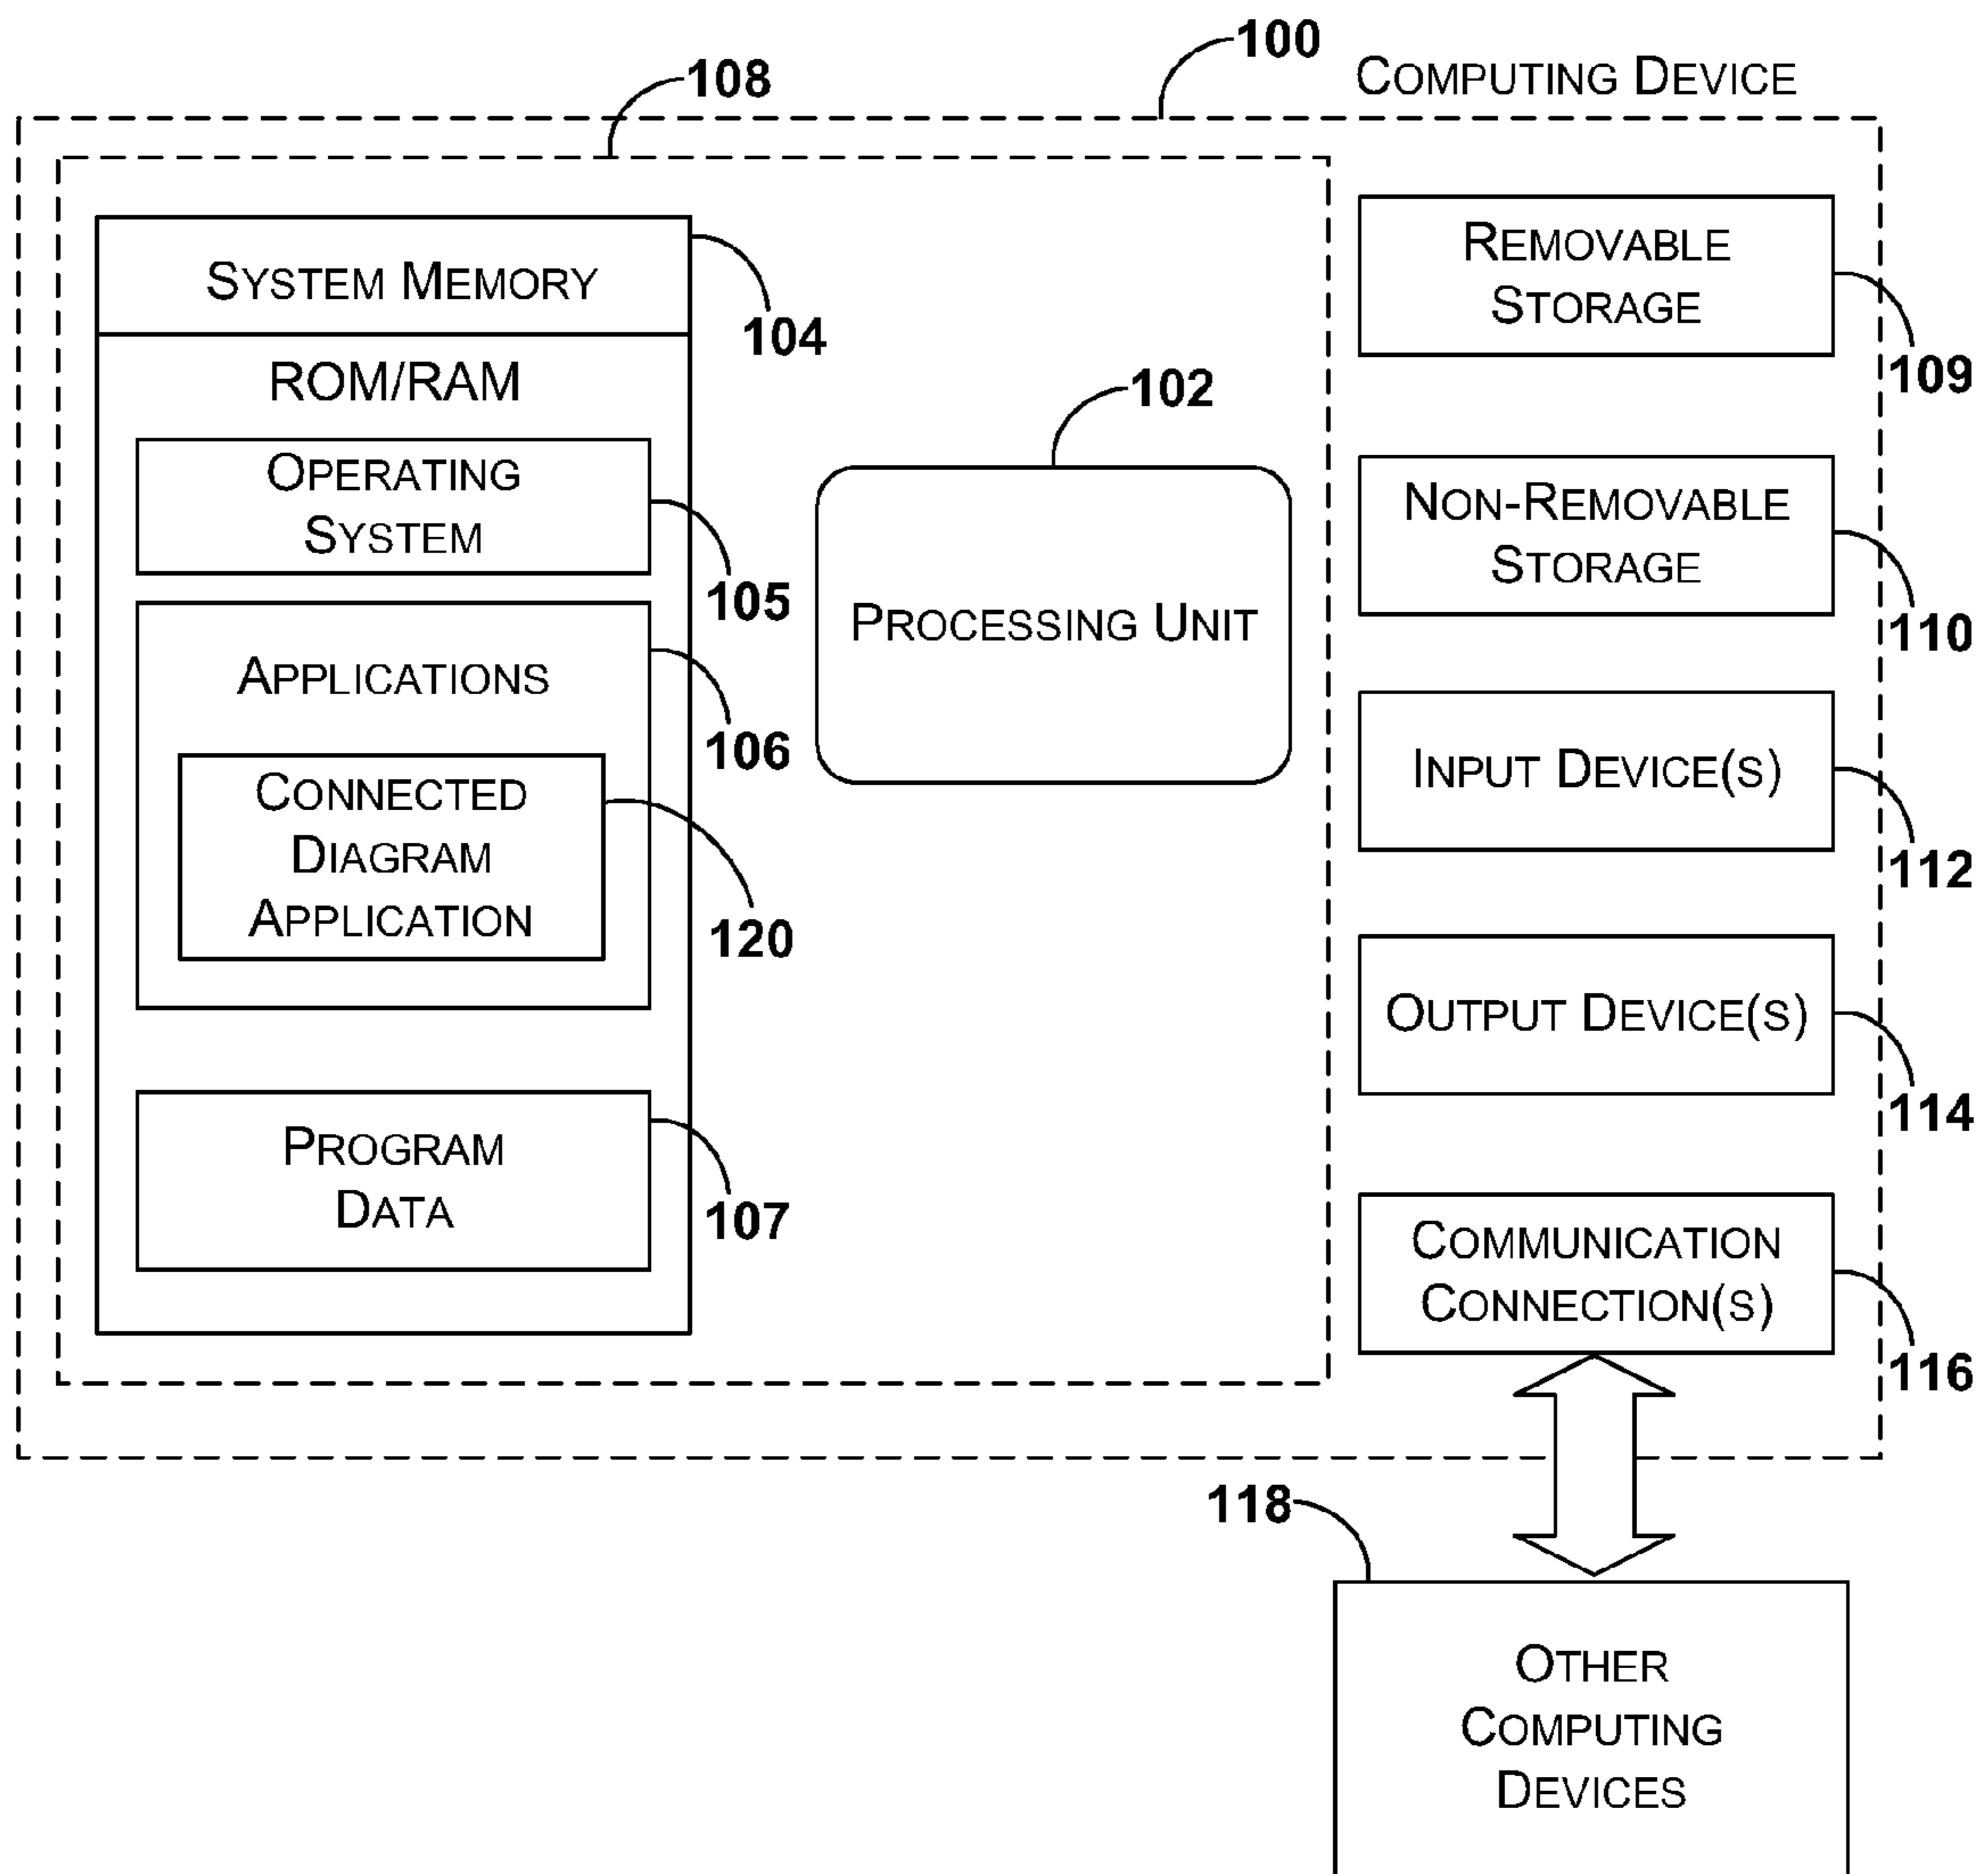 100
COMPUTING DEVICE
108
SYSTEM MEMORY
104
ROM/RAM
OPERATING
SYSTEM
105
APPLICATIONS
106
CONNECTED
DIAGRAM
APPLICATION
120
PROGRAM
DATA
107
102
PROCESSING UNIT
REMOVABLE
STORAGE
109
NON-REMOVABLE
STORAGE
110
INPUT DEVICE(S)
112
OUTPUT DEVICE(S)
114
COMMUNICATION
CONNECTION(S)
116
118
OTHER
COMPUTING
DEVICES